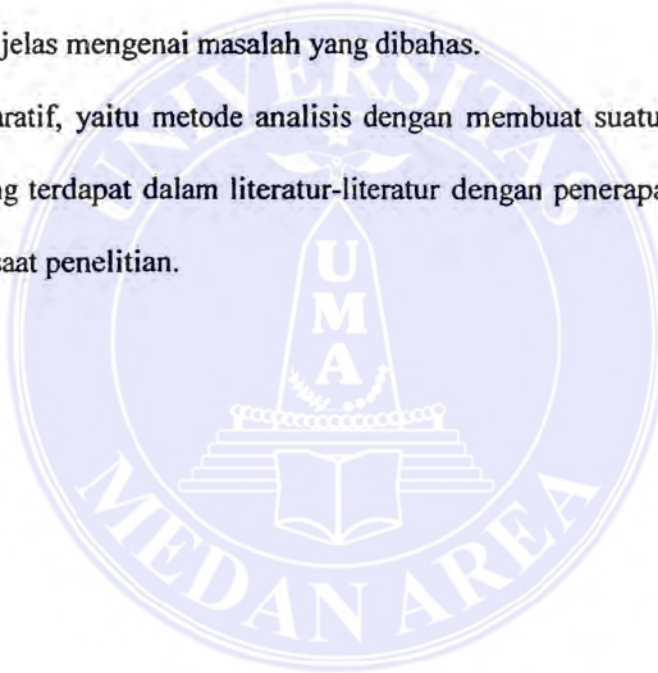 jelas mengenai masalah yang dibahas.
aratif, yaitu metode analisis dengan membuat suatu
ng terdapat dalam literatur-literatur dengan penerapa
saat penelitian.
UNIVERSITAS
U
M
A
MEDAN AREA